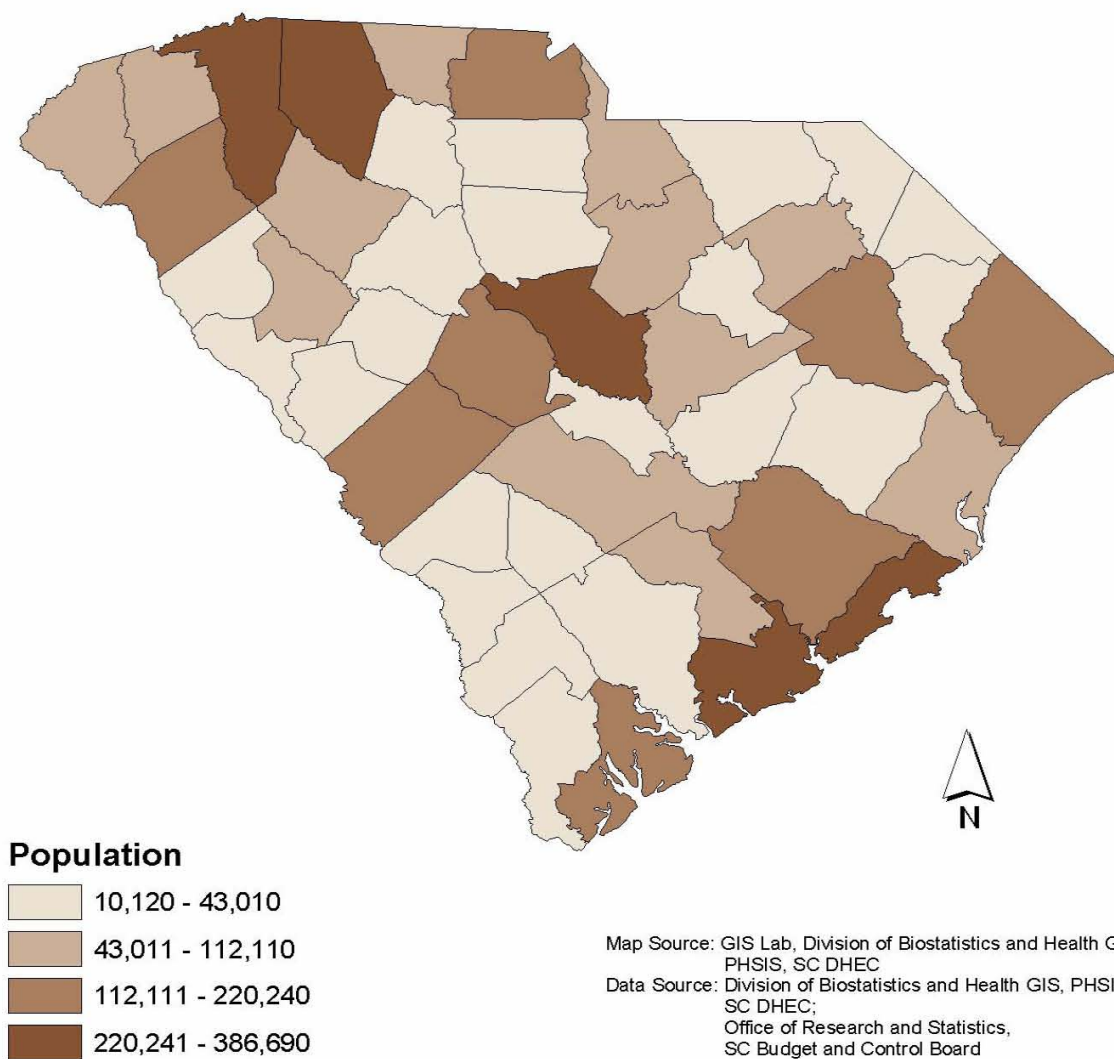 N
Population
10,120 - 43,010
43,011 - 112,110
112,111 - 220,240
220,241 - 386,690
Map Source: GIS Lab, Division of Biostatistics and Health G
PHSIS, SC DHEC
Data Source: Division of Biostatistics and Health GIS, PHSI
SC DHEC;
Office of Research and Statistics,
SC Budget and Control Board